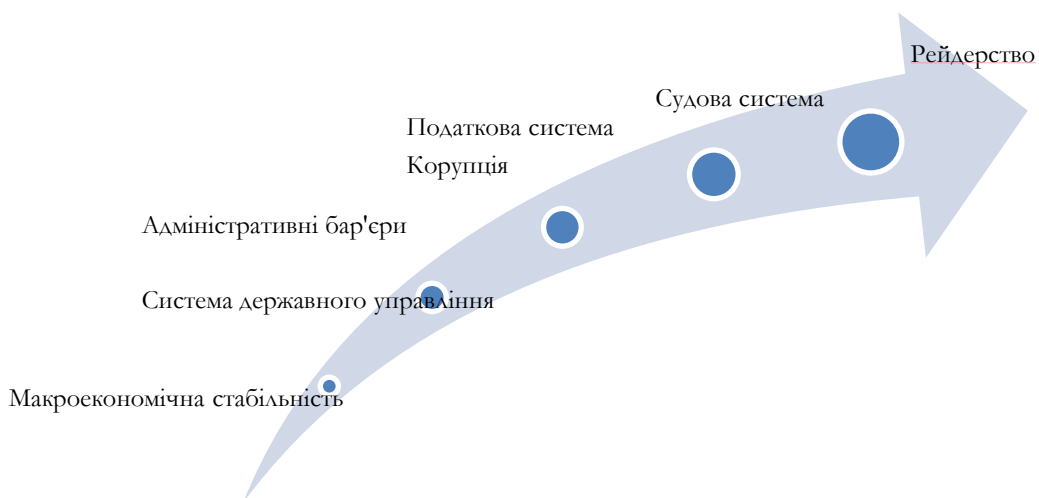 Рейдерство
Судова система
Податкова система
Корупція
Адміністративні бар'єри
Система державного управління
Макроекономічна стабільність